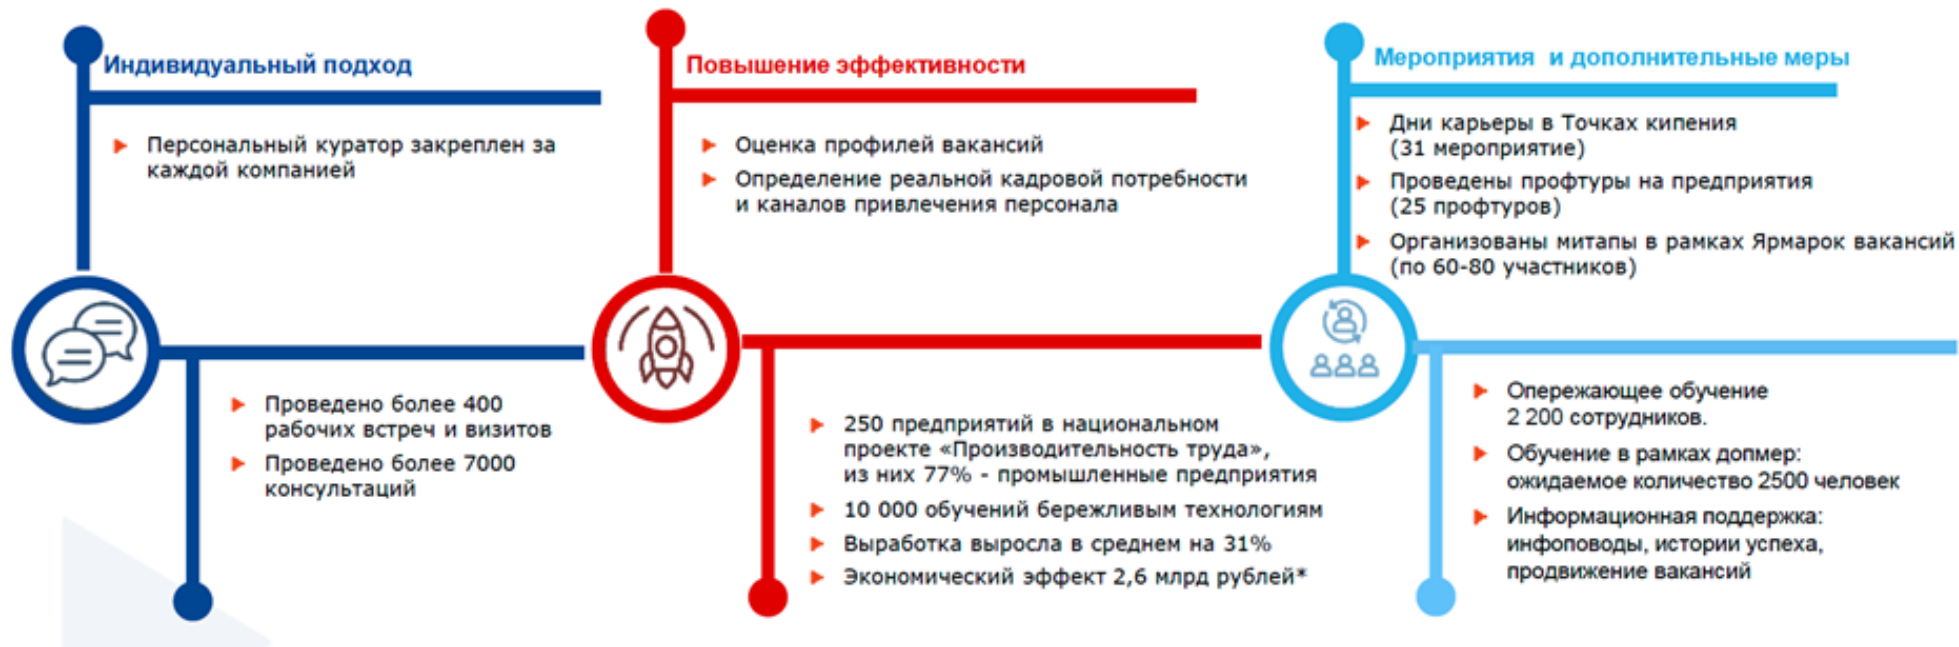 Индивидуальный подход
Персональный куратор закреплен за
каждой компанией
Проведено более 400
рабочих встреч и визитов
Проведено более 7000
консультаций
Повышение эффективности
Оценка профилей вакансий
Определение реальной кадровой потребности
и каналов привлечения персонала
250 предприятий в национальном
проекте «Производительность труда»,
из них 77% - промышленные предприятия
10 000 обучений бережливым технологиям
Выработка выросла в среднем на 31%
Экономический эффект 2,6 млрд рублей*
Мероприятия и дополнительные меры
Дни карьеры в Точках кипения
(31 мероприятие)
Проведены профтуры на предприятия
(25 профтуров)
Организованы митапы в рамках Ярмарок вакансий
(по 60-80 участников)
Опережающее обучение
2 200 сотрудников.
Обучение в рамках допмер:
ожидаемое количество 2500 человек
Информационная поддержка:
инфоповоды, истории успеха,
продвижение вакансий